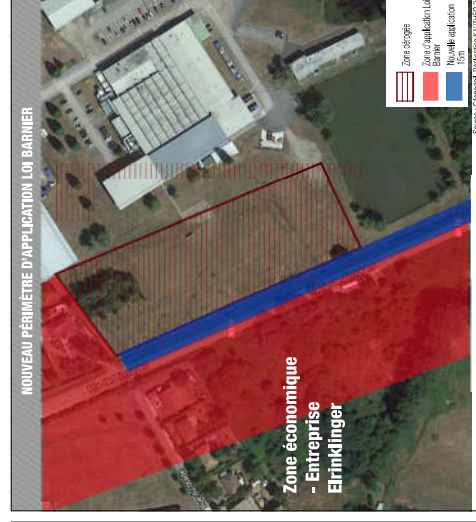 NOUVEAU PÉRIMÈTRE D'APPLICATION LOI BARNIER
Zone économique
- Entreprise
Elrinklinger
Zone dérogée
Zone d'application Loi
Barnier
Nouvelle application
15m